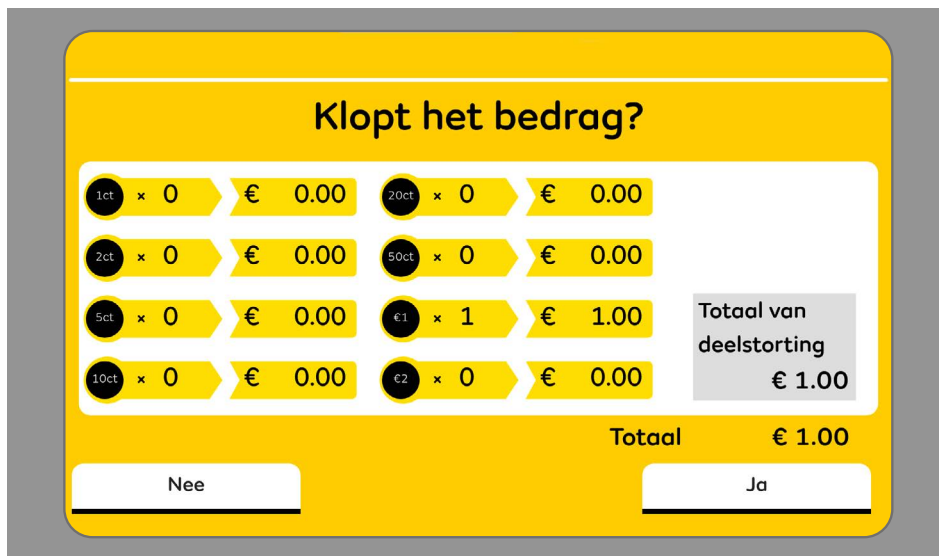 Klopt het bedrag?
1ct × 0 € 0.00 20ct × 0 € 0.00
2ct × 0 € 0.00 50ct × 0 € 0.00
5ct × 0 € 0.00 €1 × 1 € 1.00
10ct × 0 € 0.00 €2 × 0 € 0.00
Totaal van
deelstorting
€ 1.00
Totaal € 1.00
Nee Ja